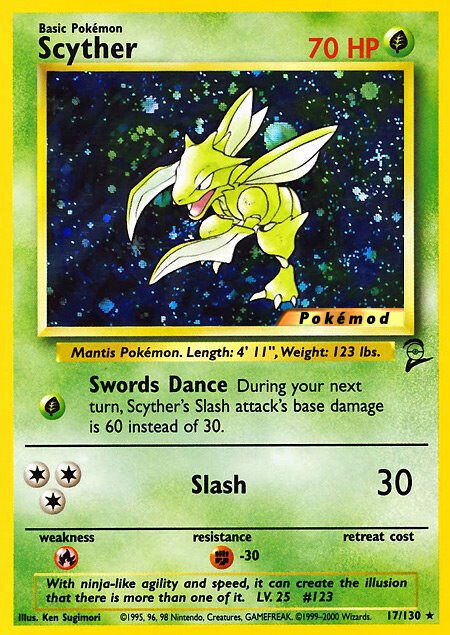 Basic Pokémon
Scyther
70 HP
Pokémod
Mantis Pokémon. Length: 4' 11", Weight: 123 lbs.
Swords Dance During your next
turn, Scyther's Slash attack's base damage
is 60 instead of 30.
Slash 30
weakness resistance retreat cost
-30
With ninja-like agility and speed, it can create the illusion
that there is more than one of it. LV. 25 #123
Illus. Ken Sugimori ©1995, 96, 98 Nintendo, Creatures, GAMEFREAK. ©1999-2000 Wizards. 17/130 ★